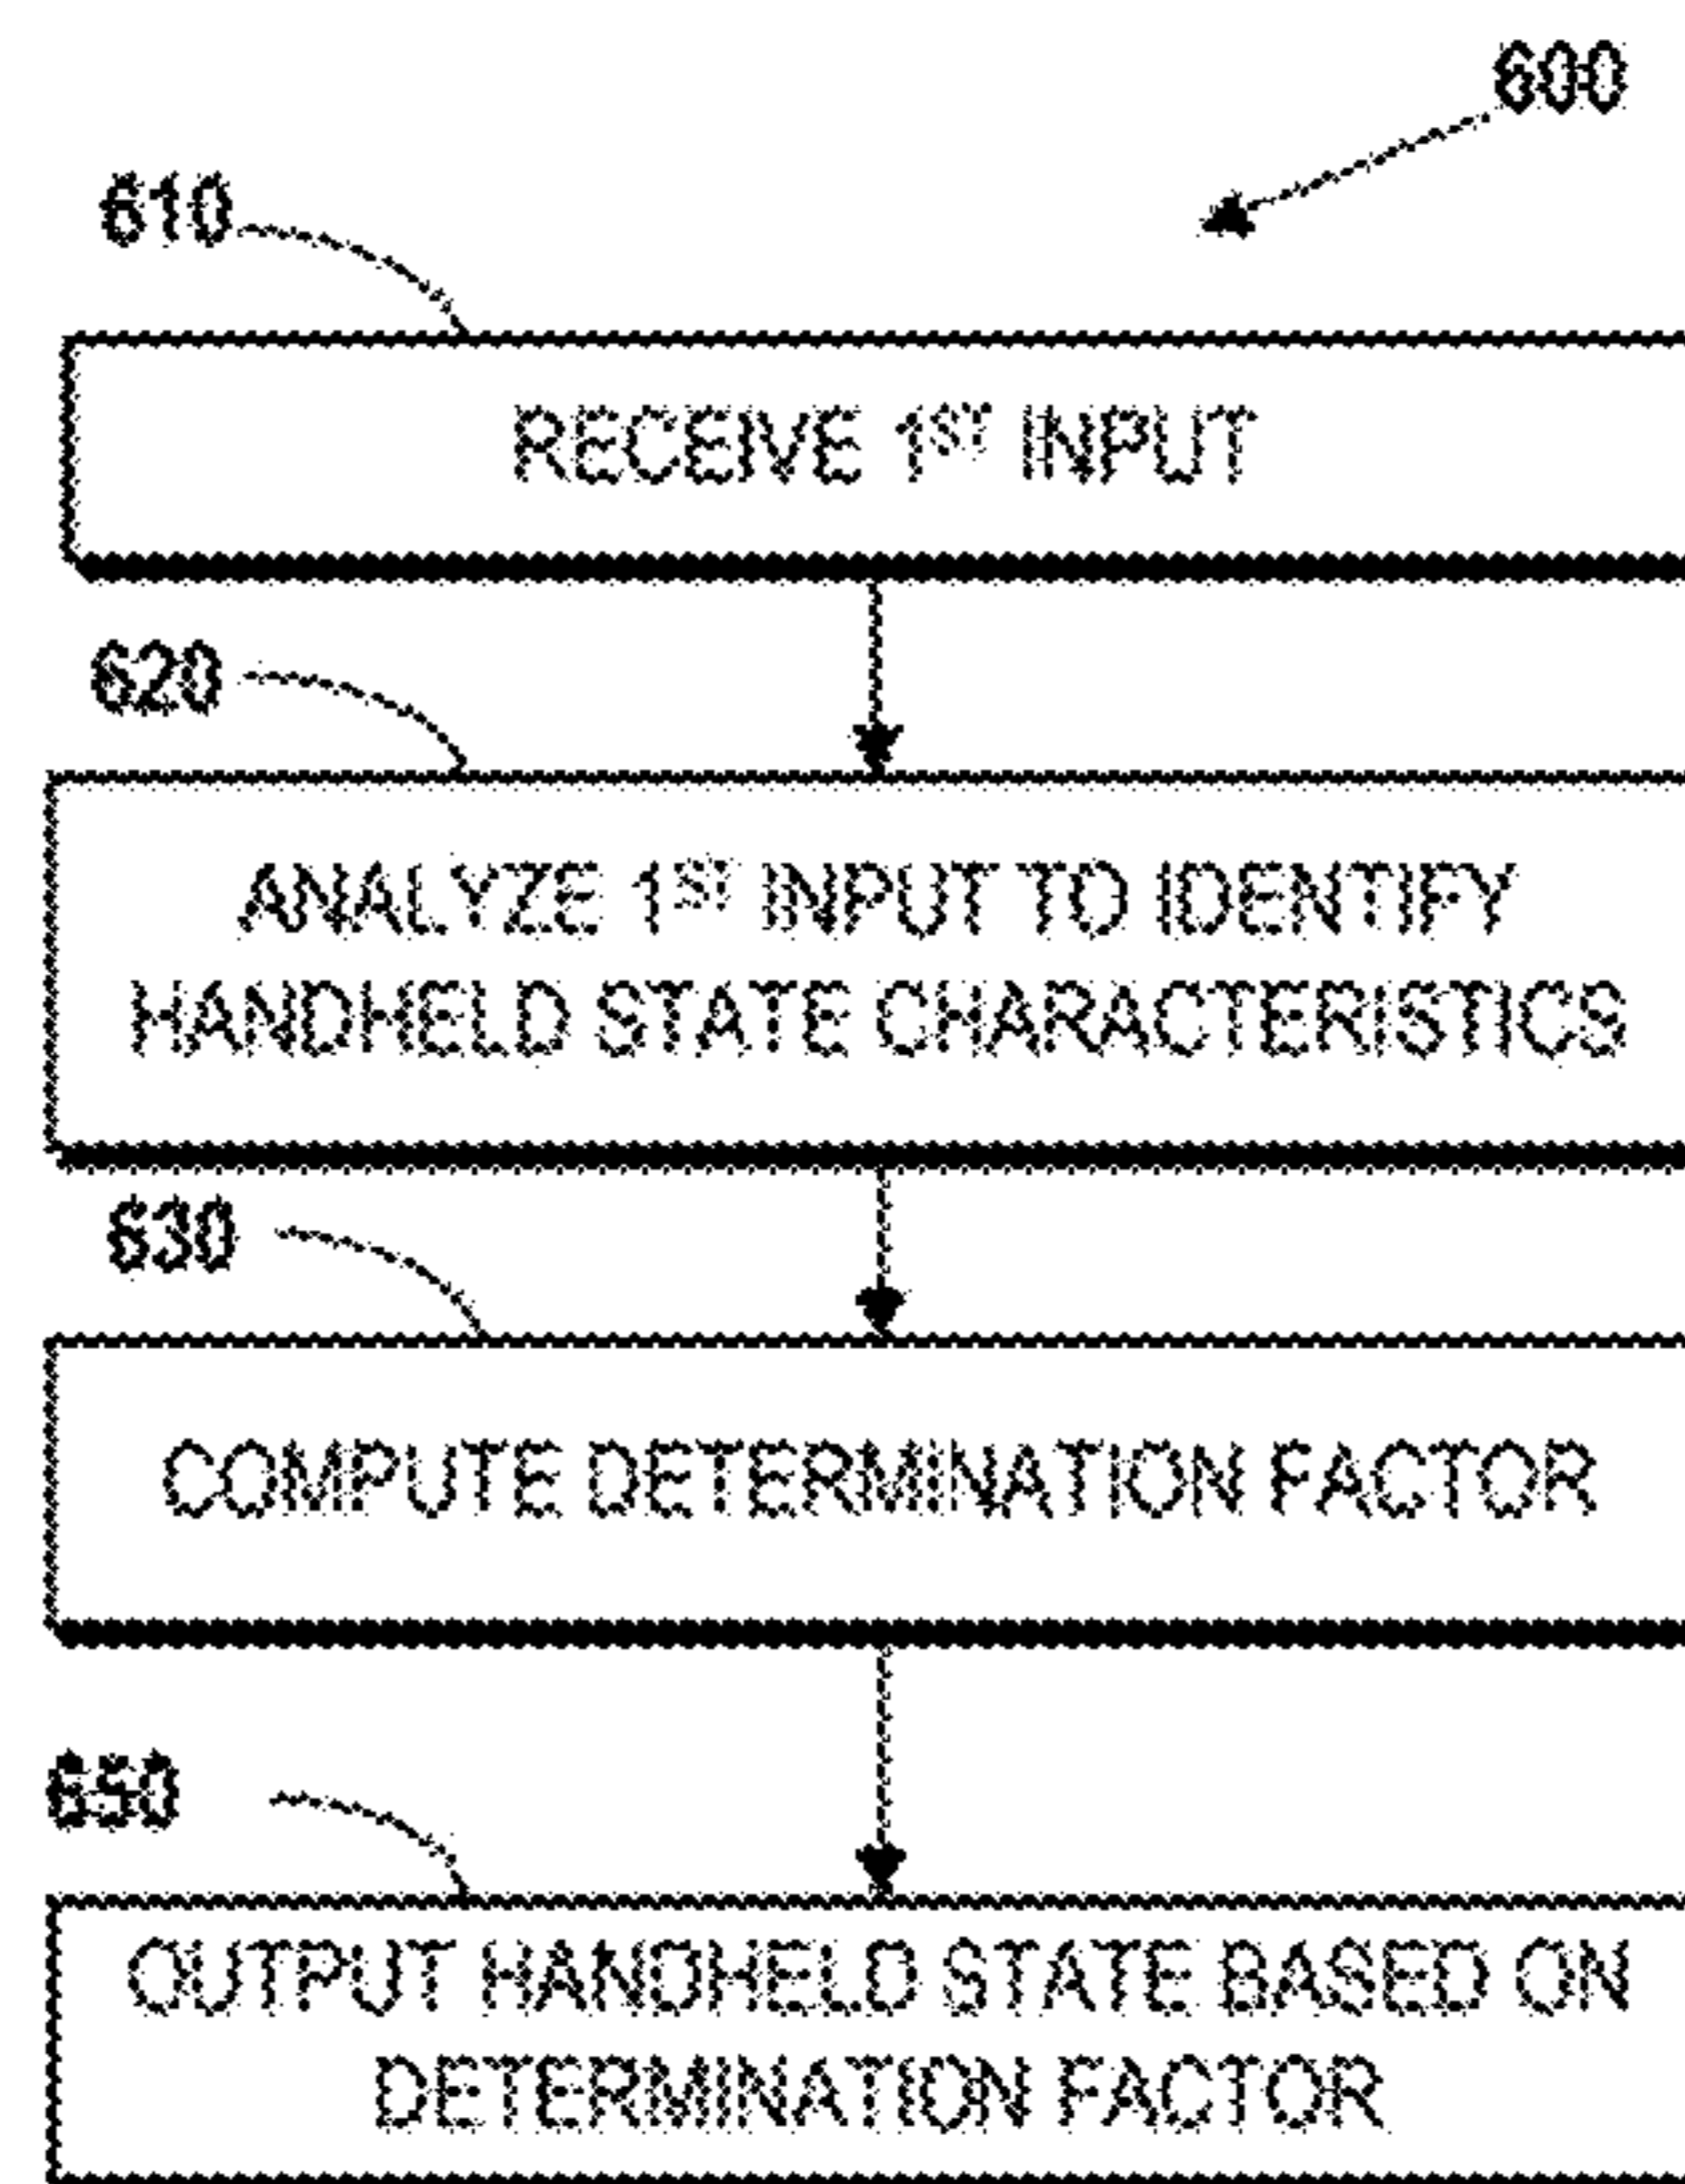 600
610
RECEIVE 1ST INPUT
620
ANALYZE 1ST INPUT TO IDENTIFY
HANDHELD STATE CHARACTERISTICS
630
COMPUTE DETERMINATION FACTOR
650
OUTPUT HANDHELD STATE BASED ON
DETERMINATION FACTOR